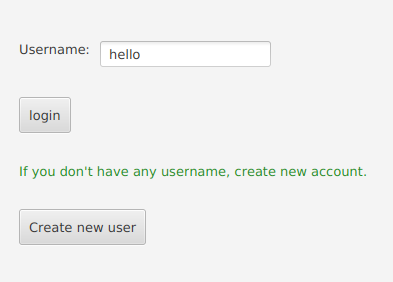 Username: hello
login
If you don't have any username, create new account.
Create new user